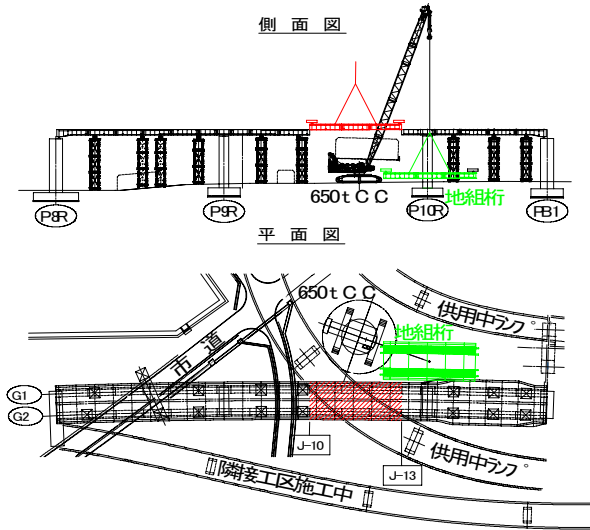 側面図
650tCC
地組桁
P8R
P9R
P10R
PB1
平面図
650tCC
供用中ランプ
地組桁
市道
G1
G2
J-10
J-13
供用中ランプ
隣接工区施工中